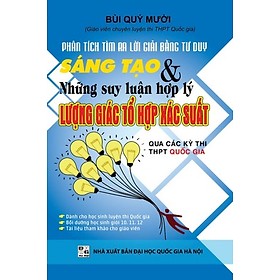 BÙI QUÝ MƯỜI
(Giáo viên chuyên luyện thi THPT Quốc gia)
PHÂN TÍCH TÌM RA LỜI GIẢI BẰNG TƯ DUY
SÁNG TẠO &
Những suy luận hợp lý
LƯỢNG GIÁC TỔ HỢP XÁC SUẤT
QUA CÁC KỲ THI
THPT QUỐC GIA
- Dành cho học sinh luyện thi Quốc gia
- Bồi dưỡng học sinh giỏi 10, 11, 12
- Tài liệu tham khảo cho giáo viên
NHÀ XUẤT BẢN ĐẠI HỌC QUỐC GIA HÀ NỘI